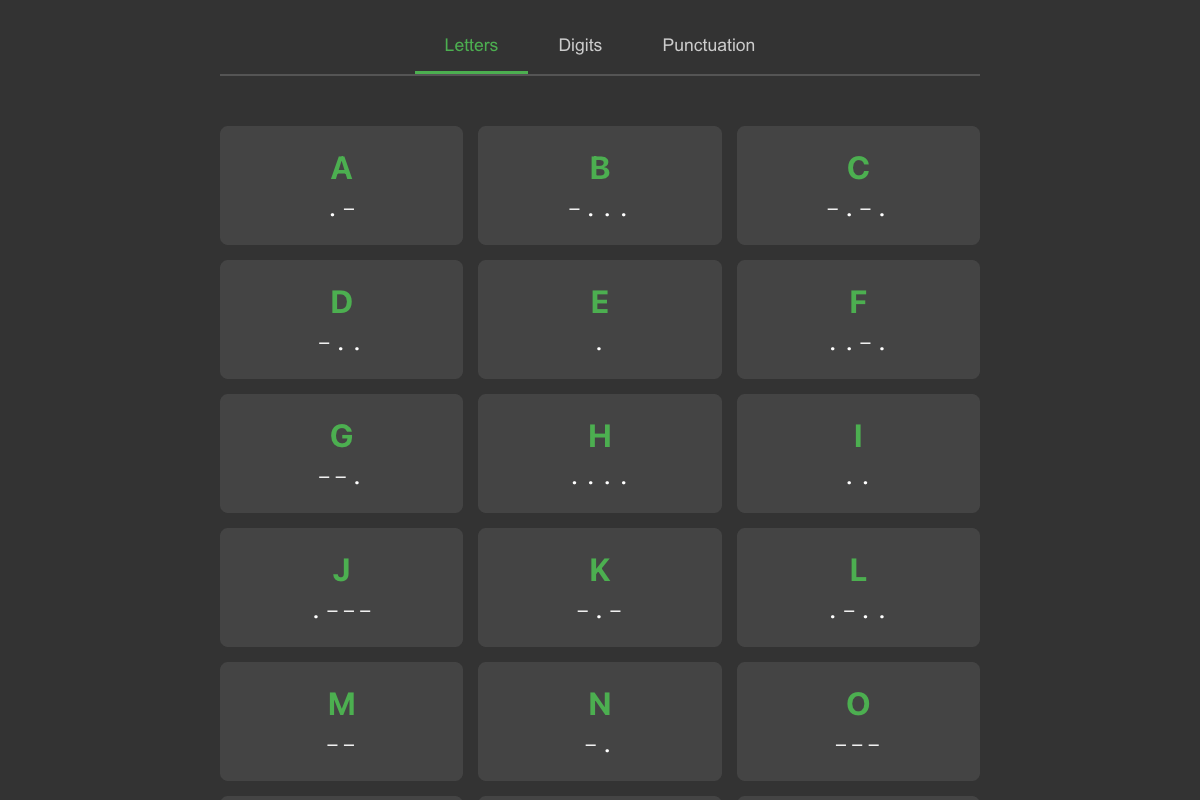 Letters Digits Punctuation
A B C
.- -... -.-.
D E F
-.. . ..-.
G H I
--. .... ..
J K L
.--- -.- .-..
M N O
-- -. ---